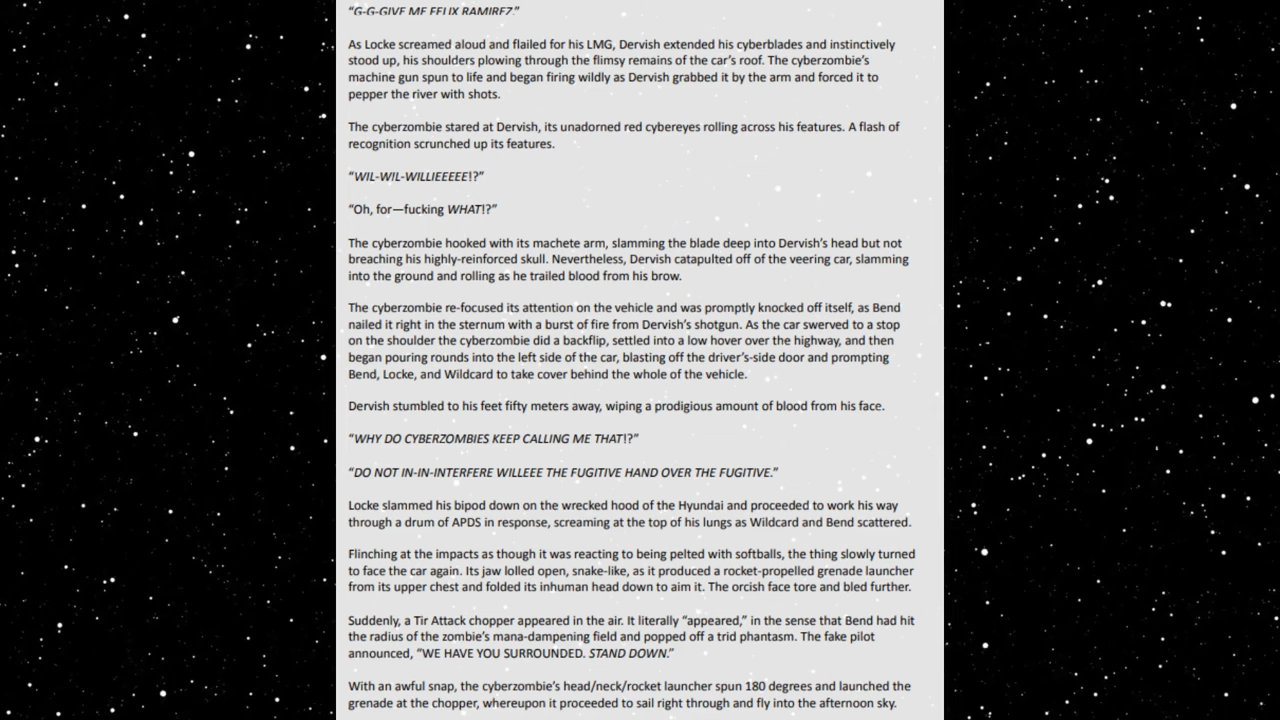 “G-G-GIVE ME FELIX RAMIREZ.”
As Locke screamed aloud and flailed for his LMG, Dervish extended his cyberblades and instinctively
stood up, his shoulders plowing through the flimsy remains of the car’s roof. The cyberzombie’s
machine gun spun to life and began firing wildly as Dervish grabbed it by the arm and forced it to
pepper the river with shots.
The cyberzombie stared at Dervish, its unadorned red cybereyes rolling across his features. A flash of
recognition scrunched up its features.
“WIL-WIL-WILLIEEEEE!?”
“Oh, for—fucking WHAT!?”
The cyberzombie hooked with its machete arm, slamming the blade deep into Dervish’s head but not
breaching his highly-reinforced skull. Nevertheless, Dervish catapulted off of the veering car, slamming
into the ground and rolling as he trailed blood from his brow.
The cyberzombie re-focused its attention on the vehicle and was promptly knocked off itself, as Bend
nailed it right in the sternum with a burst of fire from Dervish’s shotgun. As the car swerved to a stop
on the shoulder the cyberzombie did a backflip, settled into a low hover over the highway, and then
began pouring rounds into the left side of the car, blasting off the driver’s-side door and prompting
Bend, Locke, and Wildcard to take cover behind the whole of the vehicle.
Dervish stumbled to his feet fifty meters away, wiping a prodigious amount of blood from his face.
“WHY DO CYBERZOMBIES KEEP CALLING ME THAT!?”
“DO NOT IN-IN-INTERFERE WILLEEE THE FUGITIVE HAND OVER THE FUGITIVE.”
Locke slammed his bipod down on the wrecked hood of the Hyundai and proceeded to work his way
through a drum of APDS in response, screaming at the top of his lungs as Wildcard and Bend scattered.
Flinching at the impacts as though it was reacting to being pelted with softballs, the thing slowly turned
to face the car again. Its jaw lolled open, snake-like, as it produced a rocket-propelled grenade launcher
from its upper chest and folded its inhuman head down to aim it. The orcish face tore and bled further.
Suddenly, a Tir Attack chopper appeared in the air. It literally “appeared,” in the sense that Bend had hit
the radius of the zombie’s mana-dampening field and popped off a trid phantasm. The fake pilot
announced, “WE HAVE YOU SURROUNDED. STAND DOWN.”
With an awful snap, the cyberzombie’s head/neck/rocket launcher spun 180 degrees and launched the
grenade at the chopper, whereupon it proceeded to sail right through and fly into the afternoon sky.